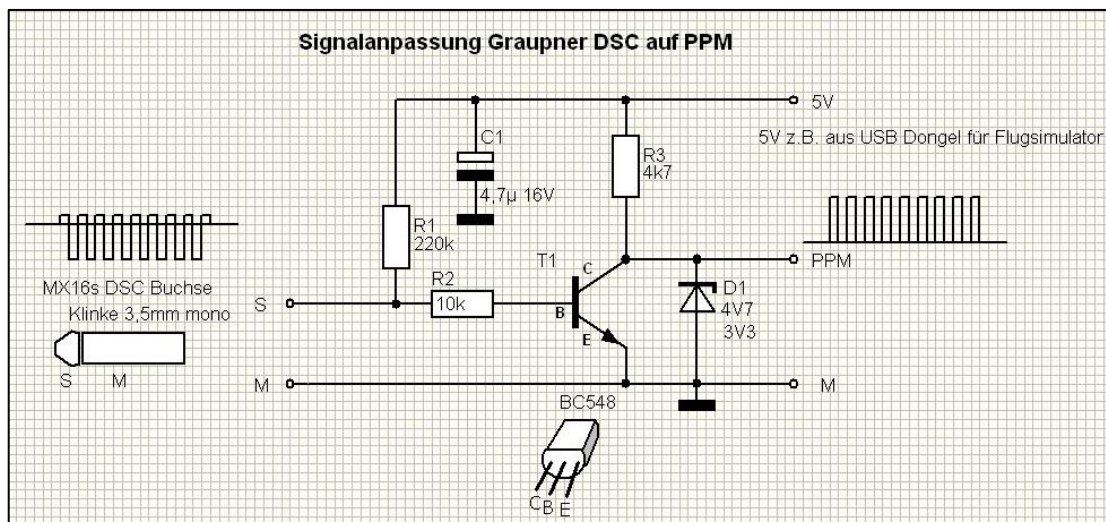 Signalanpassung Graupner DSC auf PPM
5V
5V z.B. aus USB Dongel für Flugsimulator
C1
4,7µ 16V
R3
4k7
R1
220k
T1
C
B
E
PPM
R2
10k
S
D1
4V7
3V3
MX16s DSC Buchse
Klinke 3,5mm mono
S M
M
M
BC548
C B E